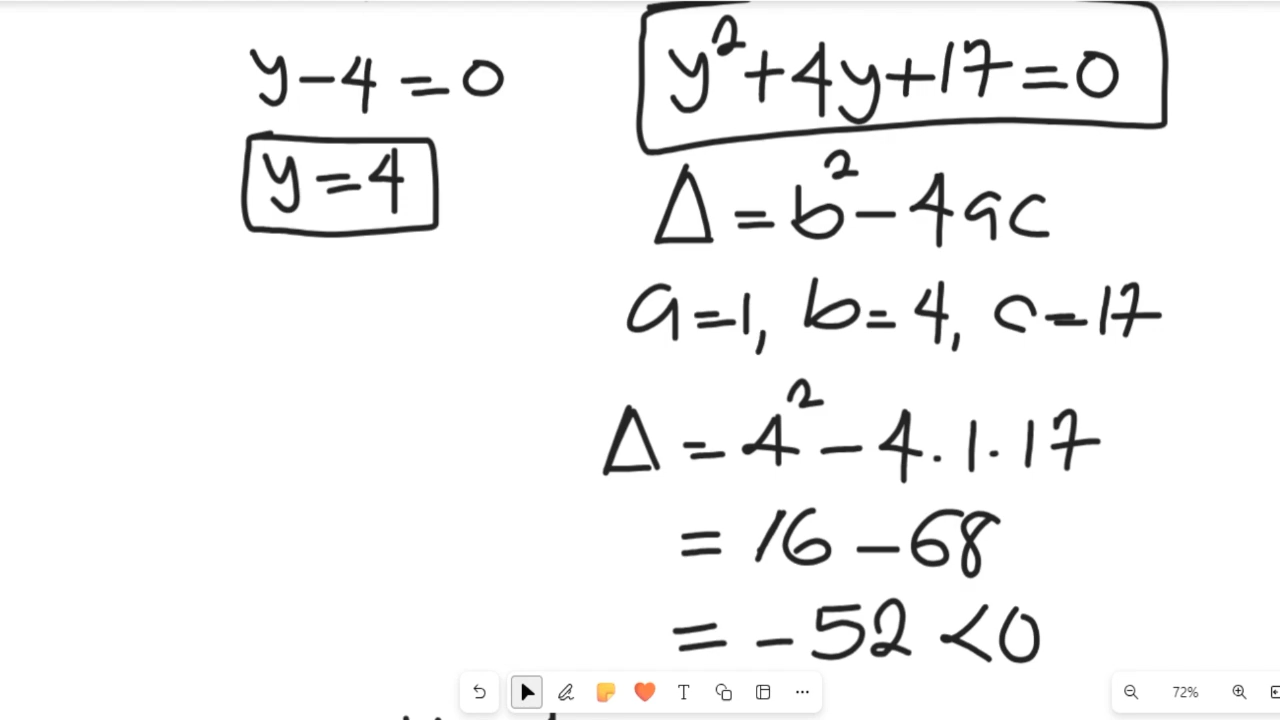 y-4=0
y=4
y²+4y+17=0
Δ=b²-4ac
a=1, b=4, c=17
Δ=4²-4.1.17
=16-68
=-52<0
T
72%